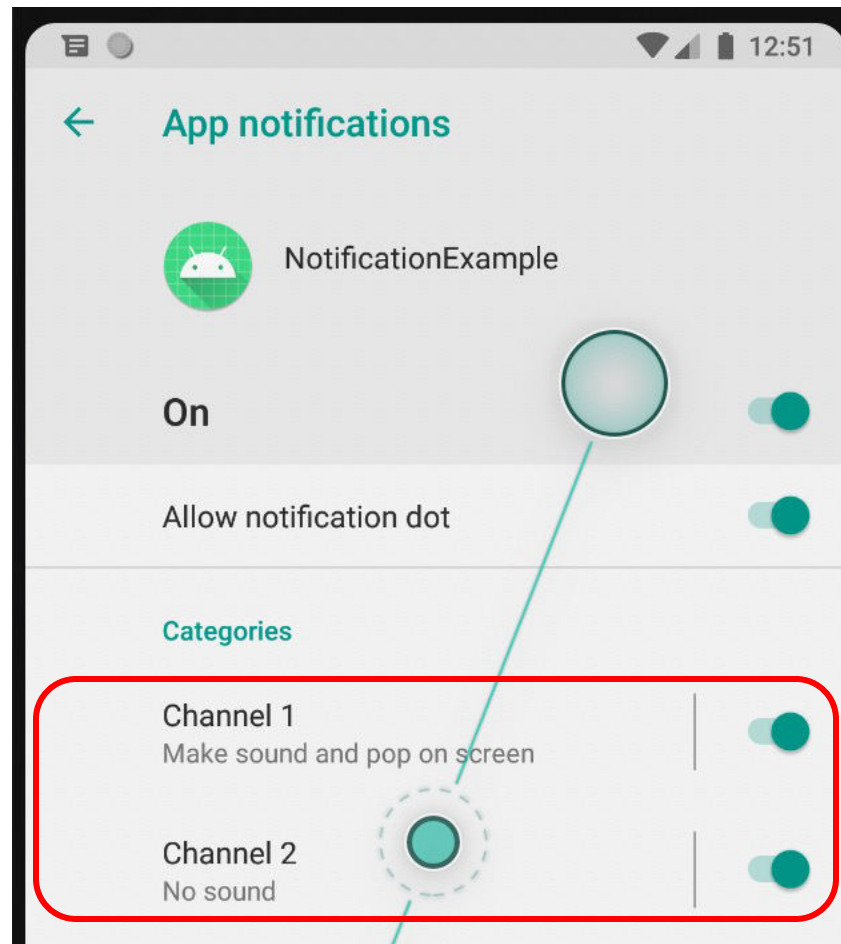 12:51
App notifications
NotificationExample
On
Allow notification dot
Categories
Channel 1
Make sound and pop on screen
Channel 2
No sound